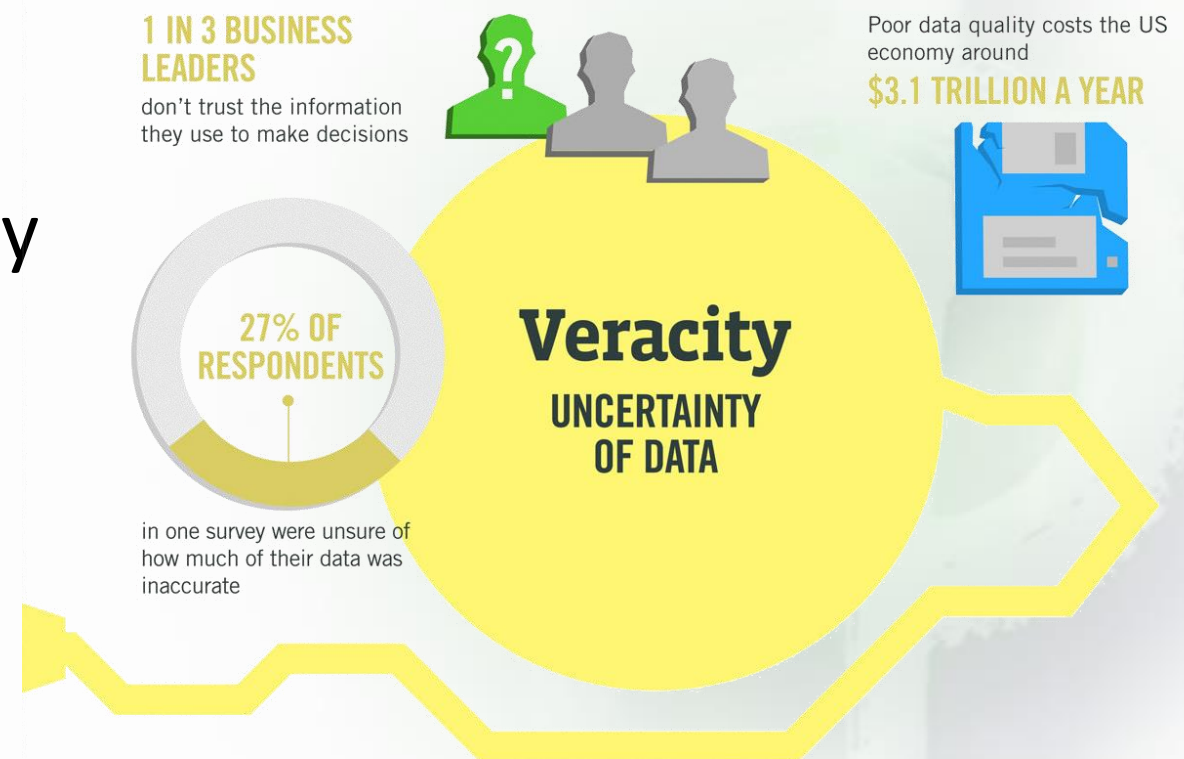 1 IN 3 BUSINESS
LEADERS
don't trust the information
they use to make decisions
?
Poor data quality costs the US
economy around
$3.1 TRILLION A YEAR
y
27% OF
RESPONDENTS
in one survey were unsure of
how much of their data was
inaccurate
Veracity
UNCERTAINTY
OF DATA